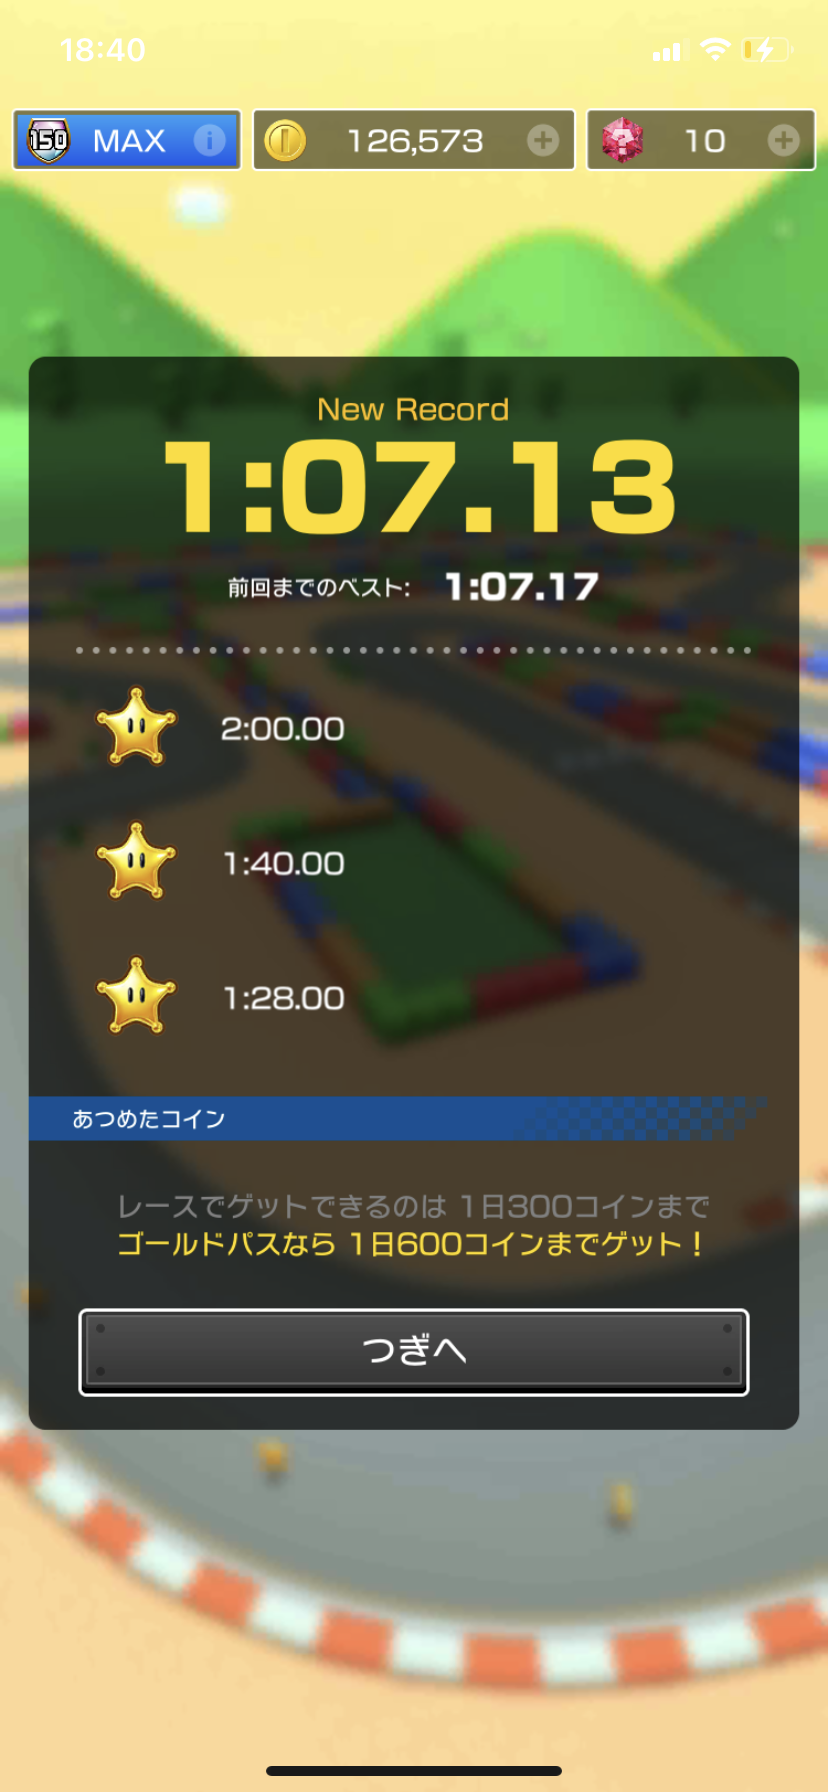 18:40
150 MAX i 126,573 + ? 10 +
New Record
1:07.13
前回までのベスト: 1:07.17
2:00.00
1:40.00
1:28.00
あつめたコイン
レースでゲットできるのは 1日300コインまで
ゴールドパスなら 1日600コインまでゲット！
つぎへ